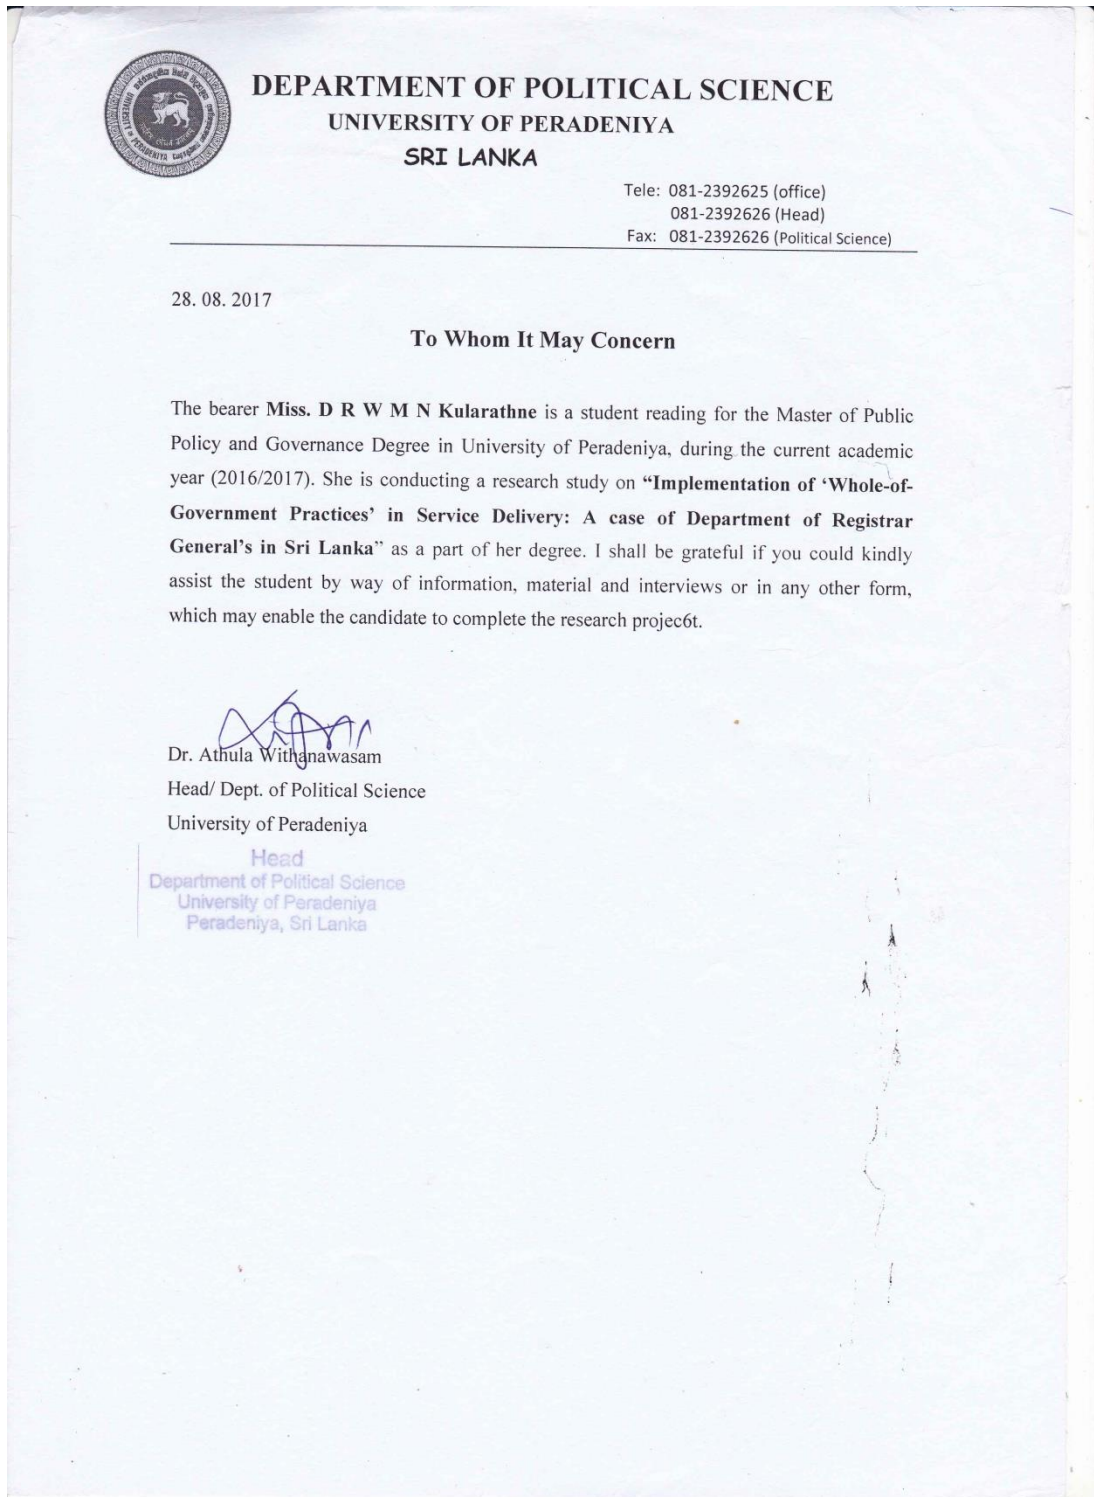 DEPARTMENT OF POLITICAL SCIENCE
UNIVERSITY OF PERADENIYA
SRI LANKA
Tele: 081-2392625 (office)
081-2392626 (Head)
Fax: 081-2392626 (Political Science)
28. 08. 2017
To Whom It May Concern
The bearer Miss. D R W M N Kularathne is a student reading for the Master of Public
Policy and Governance Degree in University of Peradeniya, during the current academic
year (2016/2017). She is conducting a research study on “Implementation of ‘Whole-of-
Government Practices’ in Service Delivery: A case of Department of Registrar
General’s in Sri Lanka” as a part of her degree. I shall be grateful if you could kindly
assist the student by way of information, material and interviews or in any other form,
which may enable the candidate to complete the research projec6t.
Dr. Athula Withanawasam
Head/ Dept. of Political Science
University of Peradeniya
Head
Department of Political Science
University of Peradeniya
Peradeniya, Sri Lanka